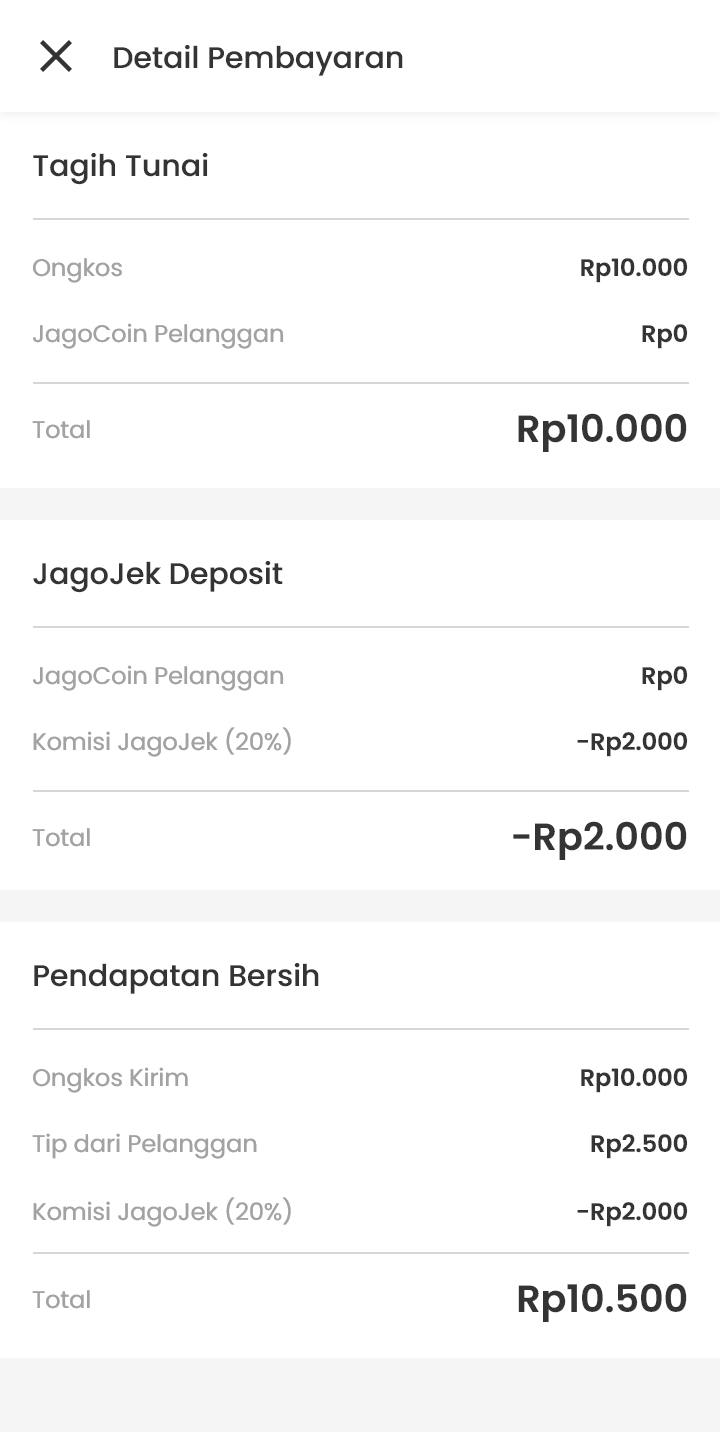 Detail Pembayaran
Tagih Tunai
Ongkos Rp10.000
JagoCoin Pelanggan Rp0
Total Rp10.000
JagoJek Deposit
JagoCoin Pelanggan Rp0
Komisi JagoJek (20%) -Rp2.000
Total -Rp2.000
Pendapatan Bersih
Ongkos Kirim Rp10.000
Tip dari Pelanggan Rp2.500
Komisi JagoJek (20%) -Rp2.000
Total Rp10.500